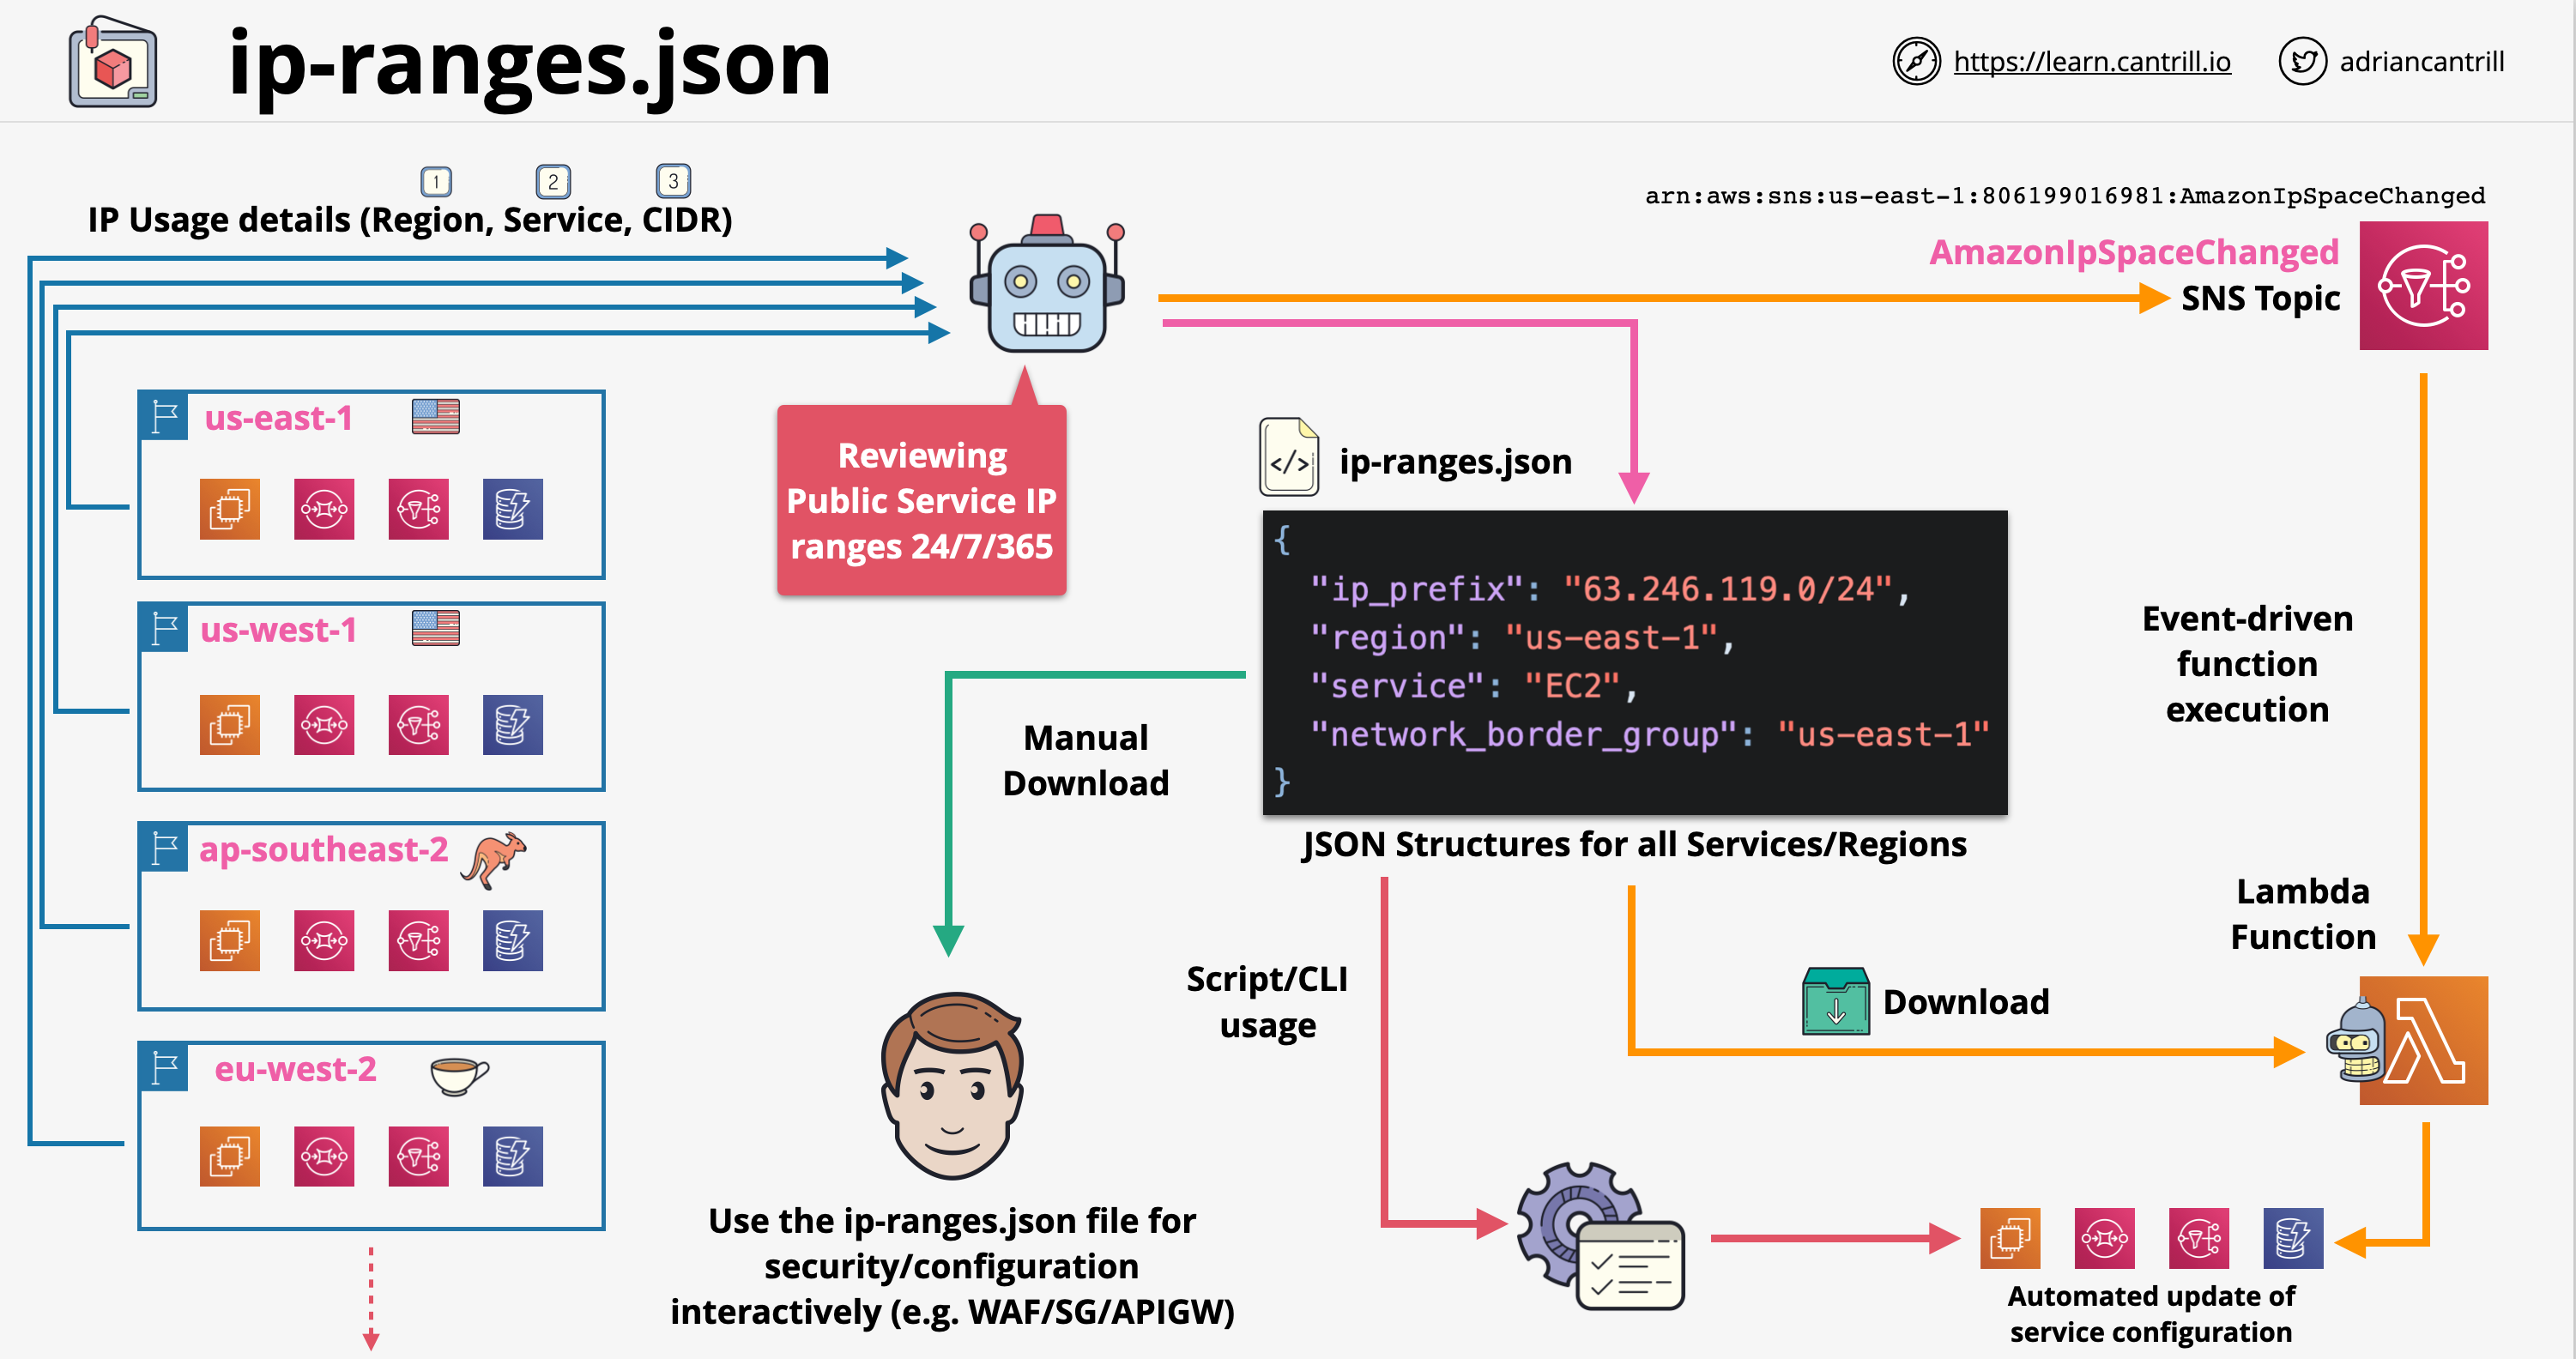 ip-ranges.json
https://learn.cantrill.io
adriancantrill
1
2
3
IP Usage details (Region, Service, CIDR)
arn:aws:sns:us-east-1:806199016981:AmazonIpSpaceChanged
AmazonIpSpaceChanged
SNS Topic
us-east-1
us-west-1
ap-southeast-2
eu-west-2
Reviewing
Public Service IP
ranges 24/7/365
</>
ip-ranges.json
{
"ip_prefix": "63.246.119.0/24",
"region": "us-east-1",
"service": "EC2",
"network_border_group": "us-east-1"
}
JSON Structures for all Services/Regions
Manual
Download
Event-driven
function
execution
Lambda
Function
Script/CLI
usage
Download
Use the ip-ranges.json file for
security/configuration
interactively (e.g. WAF/SG/APIGW)
Automated update of
service configuration